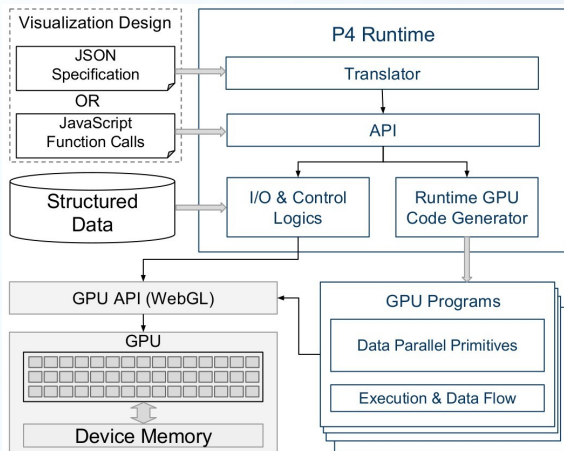 Visualization Design
JSON
Specification
OR
JavaScript
Function Calls
Structured
Data
P4 Runtime
Translator
API
I/O & Control
Logics
Runtime GPU
Code Generator
GPU API (WebGL)
GPU
Device Memory
GPU Programs
Data Parallel Primitives
Execution & Data Flow